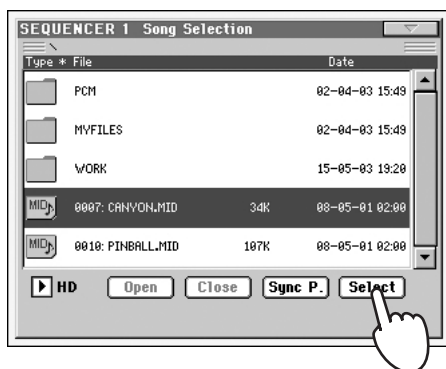 SEQUENCER 1 Song Selection
Type * File Date
PCM 02-04-03 15:49
MYFILES 02-04-03 15:49
WORK 15-05-03 19:20
MID 0007: CANYON.MID 34K 08-05-01 02:00
MID 0010: PINBALL.MID 107K 08-05-01 02:00
HD Open Close Sync P. Select